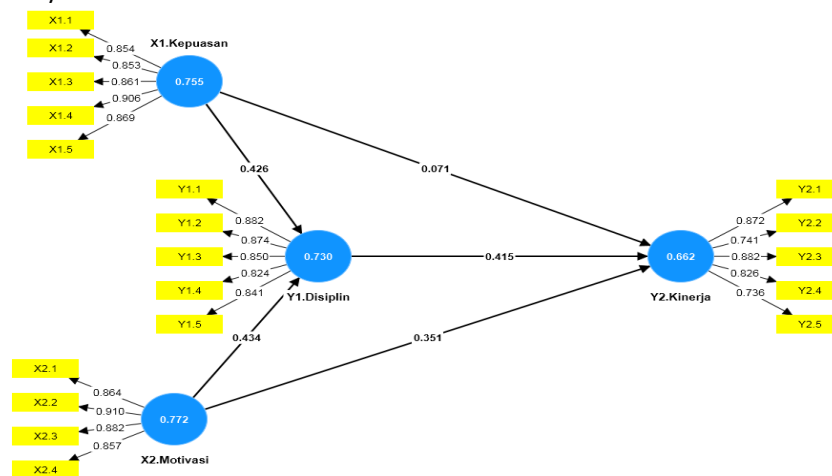 X1.1
X1.2
X1.3
X1.4
X1.5
0.854
0.853
0.861
0.906
0.869
X1.Kepuasan
0.755
0.426
0.071
Y1.1
Y1.2
Y1.3
Y1.4
Y1.5
0.882
0.874
0.850
0.824
0.841
0.730
Y1.Disiplin
0.415
0.434
0.351
X2.1
X2.2
X2.3
X2.4
0.864
0.910
0.882
0.857
0.772
X2.Motivasi
0.662
Y2.Kinerja
0.872
0.741
0.882
0.826
0.736
Y2.1
Y2.2
Y2.3
Y2.4
Y2.5